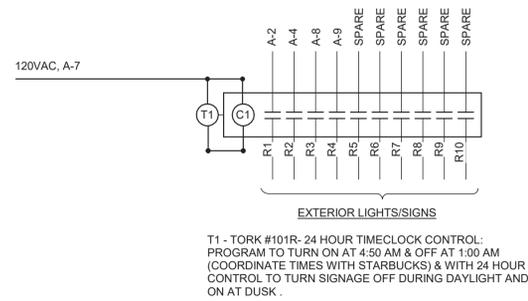 A-2
A-4
A-8
A-9
SPARE
SPARE
SPARE
SPARE
SPARE
SPARE
120VAC, A-7
T1
C1
R1
R2
R3
R4
R5
R6
R7
R8
R9
R10
EXTERIOR LIGHTS/SIGNS
T1 - TORK #101R- 24 HOUR TIMECLOCK CONTROL:
PROGRAM TO TURN ON AT 4:50 AM & OFF AT 1:00 AM
(COORDINATE TIMES WITH STARBUCKS) & WITH 24 HOUR
CONTROL TO TURN SIGNAGE OFF DURING DAYLIGHT AND
ON AT DUSK .